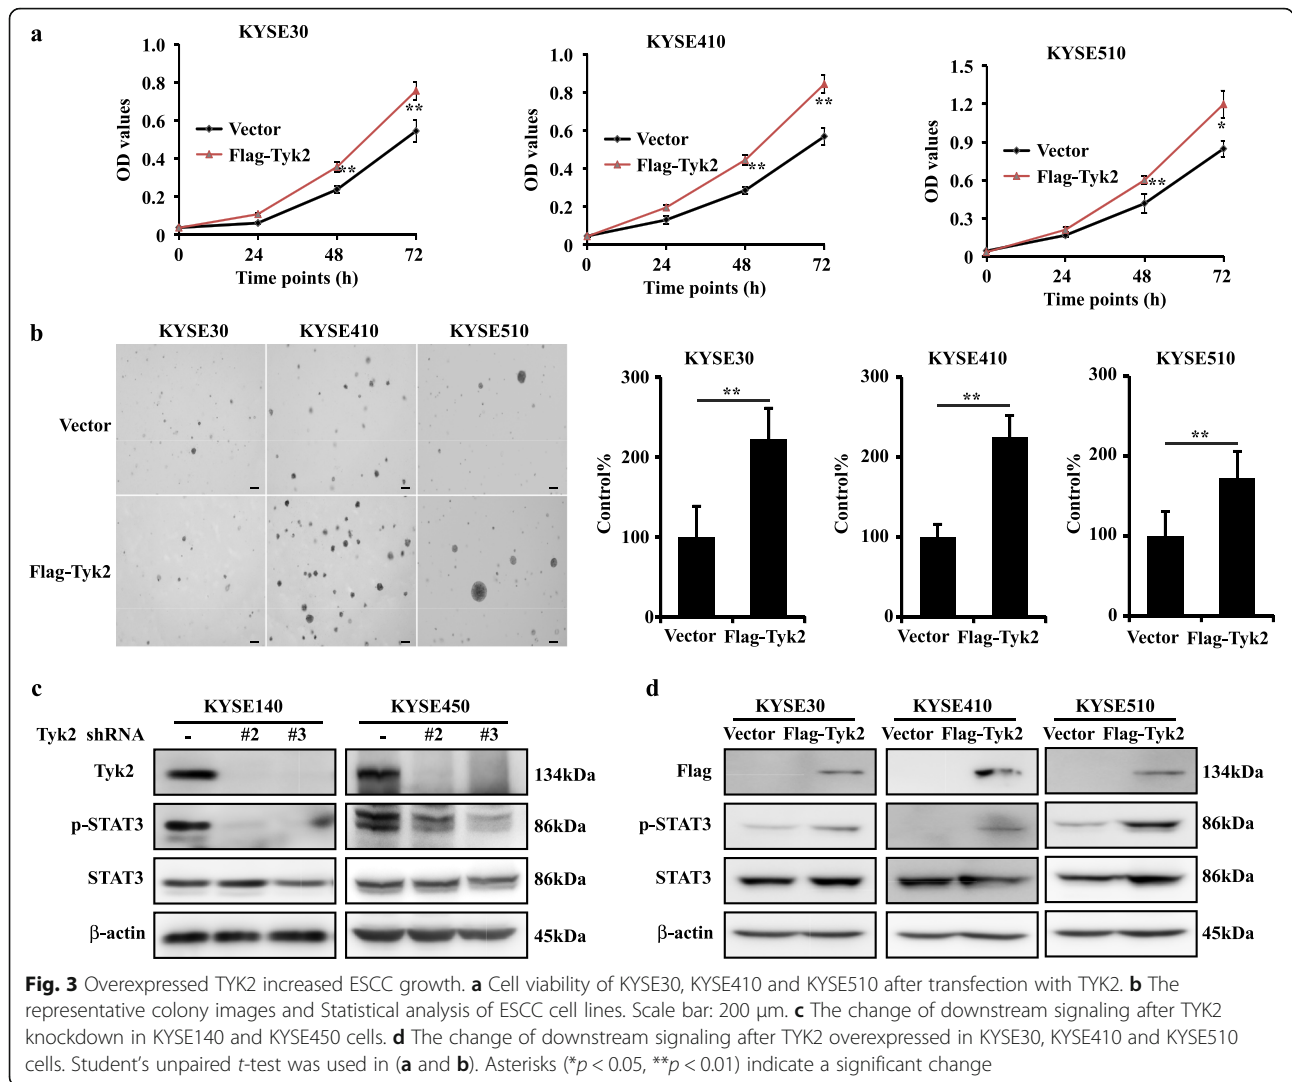 a
KYSE30
KYSE410
KYSE510
1.0
0.8
0.6
0.4
0.2
0
OD values
Vector
Flag-Tyk2
**
**
0 24 48 72
Time points (h)
1.0
0.8
0.6
0.4
0.2
0
OD values
Vector
Flag-Tyk2
**
**
0 24 48 72
Time points (h)
1.5
1.2
0.9
0.6
0.3
0
OD values
Vector
Flag-Tyk2
*
**
0 24 48 72
Time points (h)
b
KYSE30 KYSE410 KYSE510
Vector
Flag-Tyk2
KYSE30
300
200
100
0
Control%
**
Vector Flag-Tyk2
KYSE410
300
200
100
0
Control%
**
Vector Flag-Tyk2
KYSE510
300
200
100
0
Control%
**
Vector Flag-Tyk2
c
KYSE140 KYSE450
Tyk2 shRNA - #2 #3 - #2 #3
Tyk2 134kDa
p-STAT3 86kDa
STAT3 86kDa
β-actin 45kDa
d
KYSE30 KYSE410 KYSE510
Vector Flag-Tyk2 Vector Flag-Tyk2 Vector Flag-Tyk2
Flag 134kDa
p-STAT3 86kDa
STAT3 86kDa
β-actin 45kDa
Fig. 3 Overexpressed TYK2 increased ESCC growth. a Cell viability of KYSE30, KYSE410 and KYSE510 after transfection with TYK2. b The
representative colony images and Statistical analysis of ESCC cell lines. Scale bar: 200 μm. c The change of downstream signaling after TYK2
knockdown in KYSE140 and KYSE450 cells. d The change of downstream signaling after TYK2 overexpressed in KYSE30, KYSE410 and KYSE510
cells. Student's unpaired t-test was used in (a and b). Asterisks (*p < 0.05, **p < 0.01) indicate a significant change